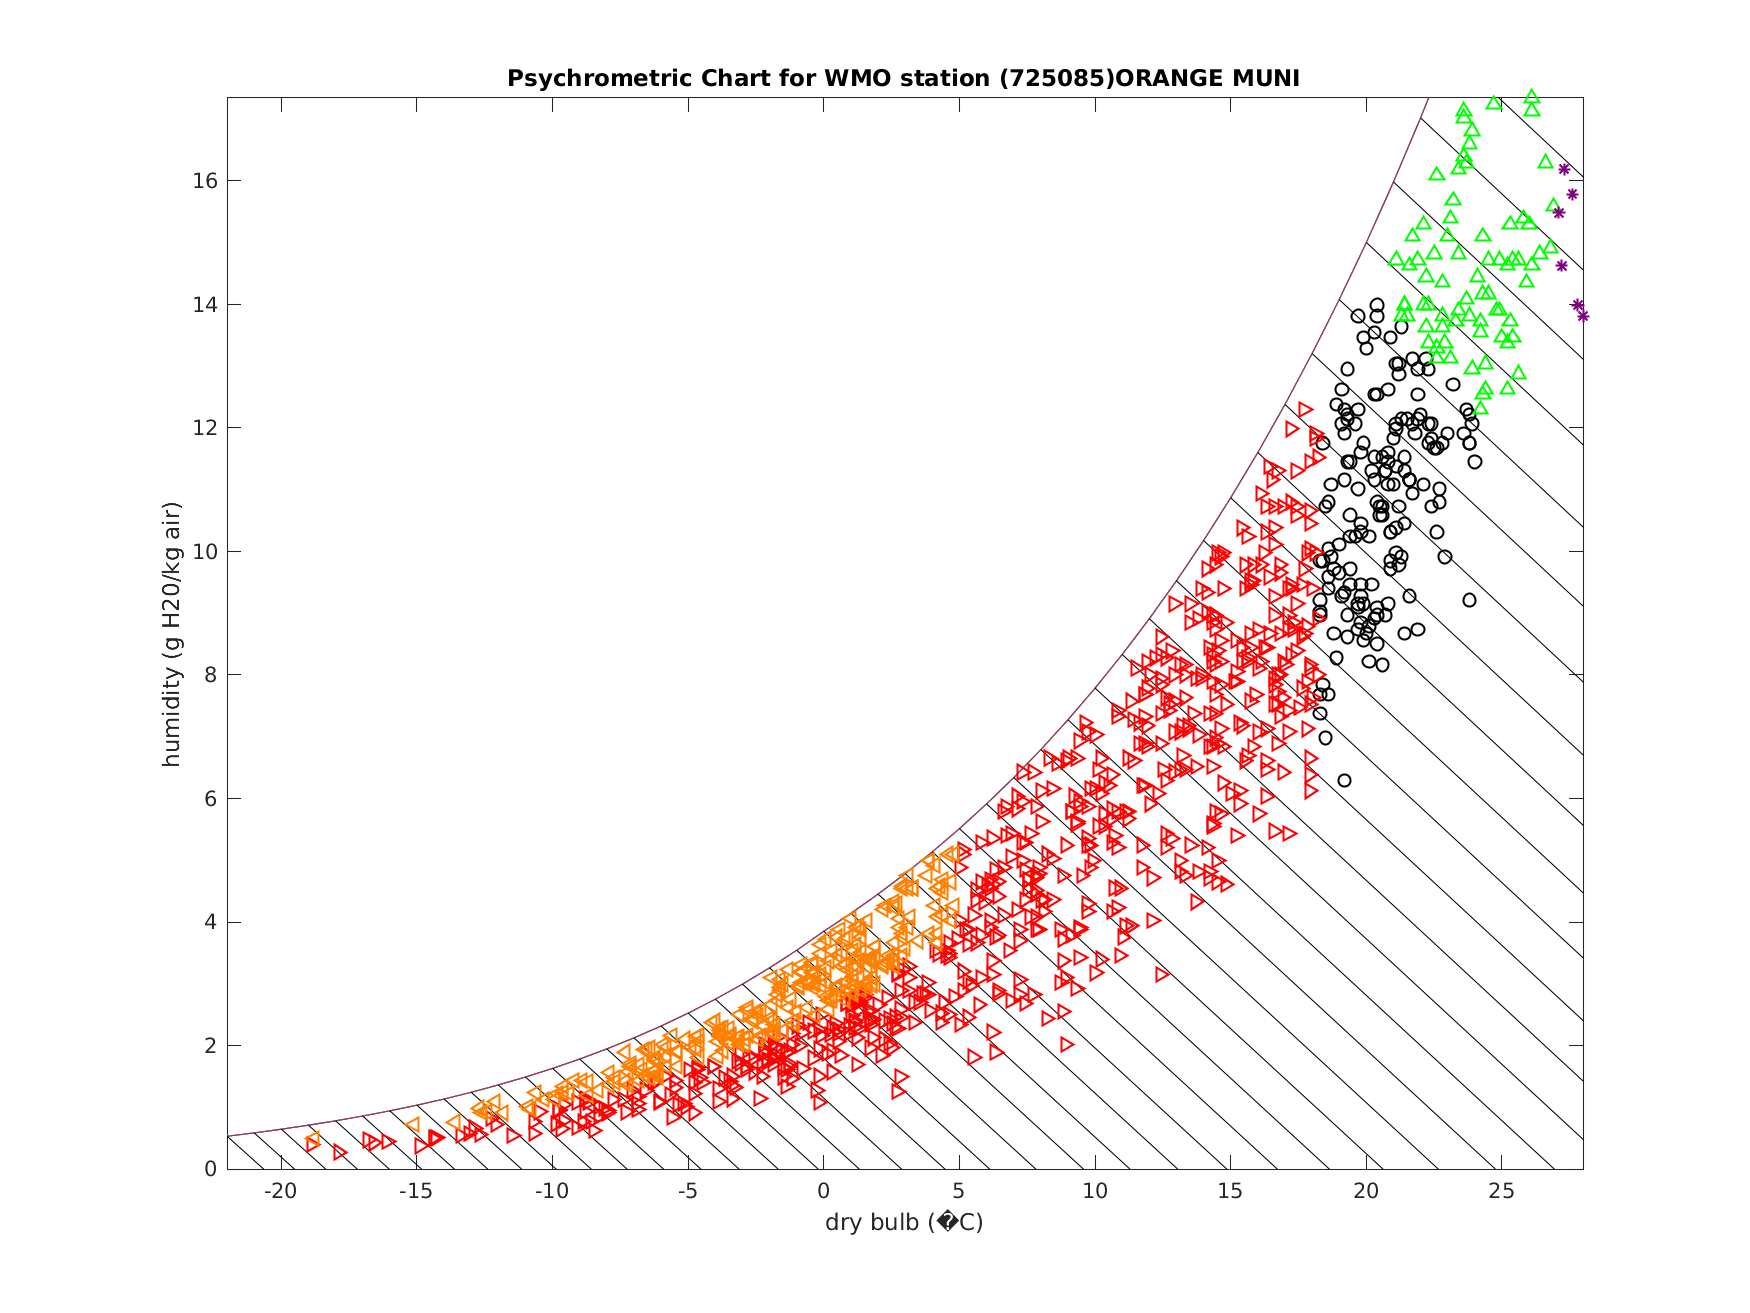 Psychrometric Chart for WMO station (725085)ORANGE MUNI
humidity (g H20/kg air)
16
14
12
10
8
6
4
2
0
-20 -15 -10 -5 0 5 10 15 20 25
dry bulb (�C)